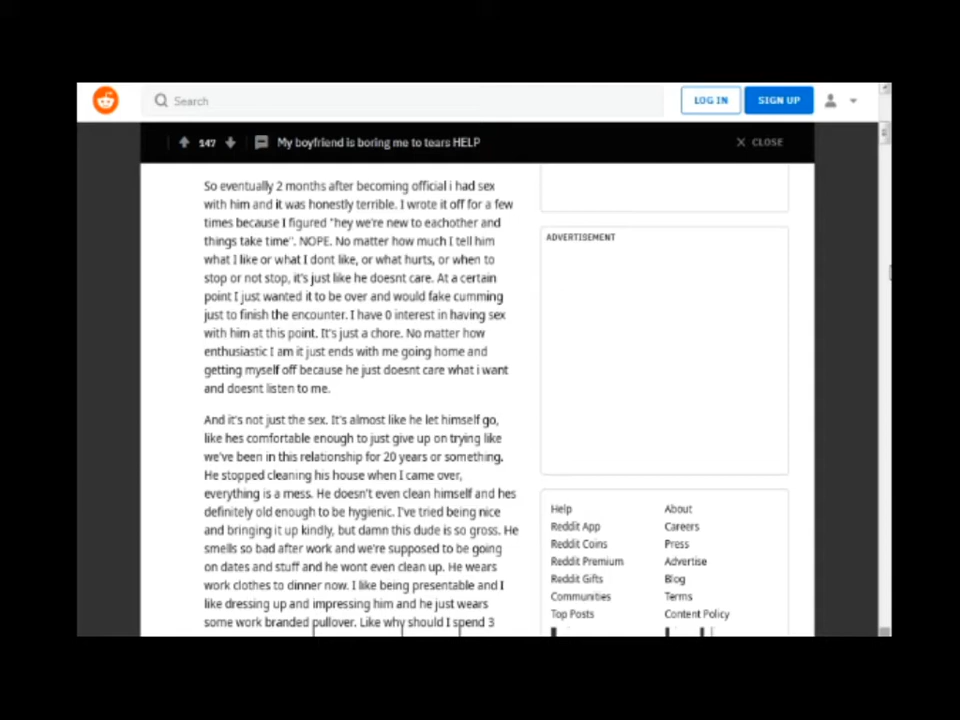 Search
LOG IN
SIGN UP
147
My boyfriend is boring me to tears HELP
CLOSE
So eventually 2 months after becoming official i had sex
with him and it was honestly terrible. I wrote it off for a few
times because I figured "hey we're new to eachother and
things take time". NOPE. No matter how much I tell him
what I like or what I dont like, or what hurts, or when to
stop or not stop, it's just like he doesnt care. At a certain
point I just wanted it to be over and would fake cumming
just to finish the encounter. I have 0 interest in having sex
with him at this point. It's just a chore. No matter how
enthusiastic I am it just ends with me going home and
getting myself off because he just doesnt care what i want
and doesnt listen to me.
And it's not just the sex. It's almost like he let himself go,
like hes comfortable enough to just give up on trying like
we've been in this relationship for 20 years or something.
He stopped cleaning his house when I came over,
everything is a mess. He doesn't even clean himself and hes
definitely old enough to be hygienic. I've tried being nice
and bringing it up kindly, but damn this dude is so gross. He
smells so bad after work and we're supposed to be going
on dates and stuff and he wont even clean up. He wears
work clothes to dinner now. I like being presentable and I
like dressing up and impressing him and he just wears
some work branded pullover. Like why should I spend 3
ADVERTISEMENT
Help
Reddit App
Reddit Coins
Reddit Premium
Reddit Gifts
Communities
Top Posts
About
Careers
Press
Advertise
Blog
Terms
Content Policy